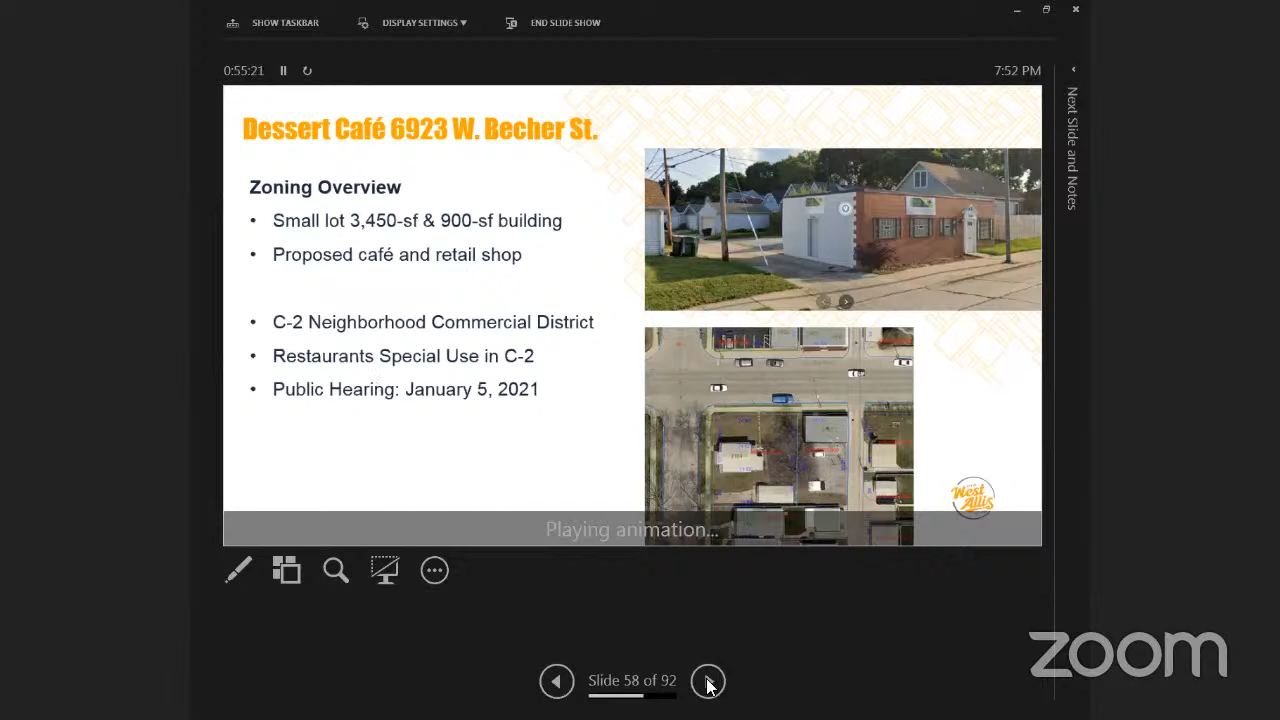 SHOW TASKBAR DISPLAY SETTINGS ▼ END SLIDE SHOW
0:55:21
7:52 PM
Next Slide and Notes
Dessert Café 6923 W. Becher St.
Zoning Overview
• Small lot 3,450-sf & 900-sf building
• Proposed café and retail shop
• C-2 Neighborhood Commercial District
• Restaurants Special Use in C-2
• Public Hearing: January 5, 2021
West
Allis
Playing animation...
Slide 58 of 92
zoom